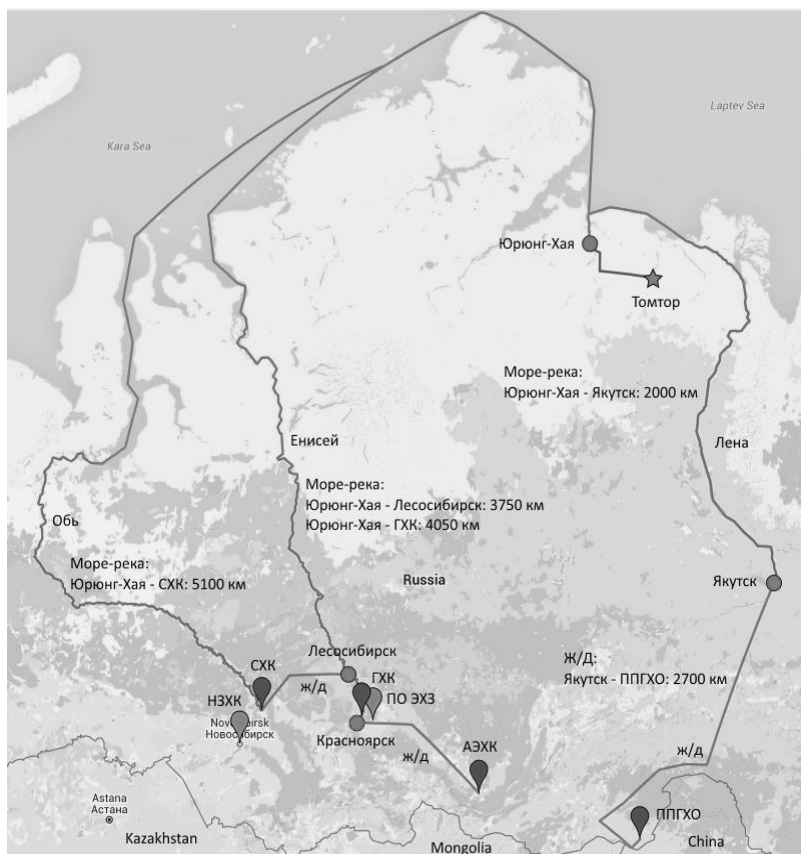 Laptev Sea
Kara Sea
Юрюнг-Хая
Томтор
Море-река:
Юрюнг-Хая - Якутск: 2000 км
Енисей
Лена
Море-река:
Юрюнг-Хая - Лесосибирск: 3750 км
Юрюнг-Хая - ГХК: 4050 км
Обь
Море-река:
Юрюнг-Хая - СХК: 5100 км
Russia
Якутск
Лесосибирск
Ж/Д:
Якутск - ППГХО: 2700 км
СХК
ж/д
ГХК
НЗХК
ПО ЭХЗ
Новосибирск
Красноярск
ж/д
АЭХК
ж/д
Astana
Астана
ППГХО
Kazakhstan
Mongolia
China